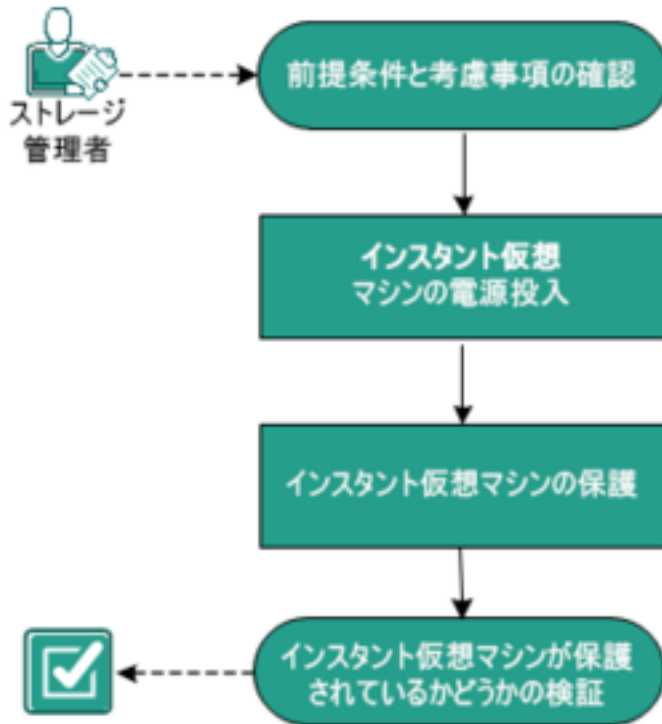 ストレージ
管理者
前提条件と考慮事項の確認
インスタント仮想
マシンの電源投入
インスタント仮想マシンの保護
インスタント仮想マシンが保護
されているかどうかの検証